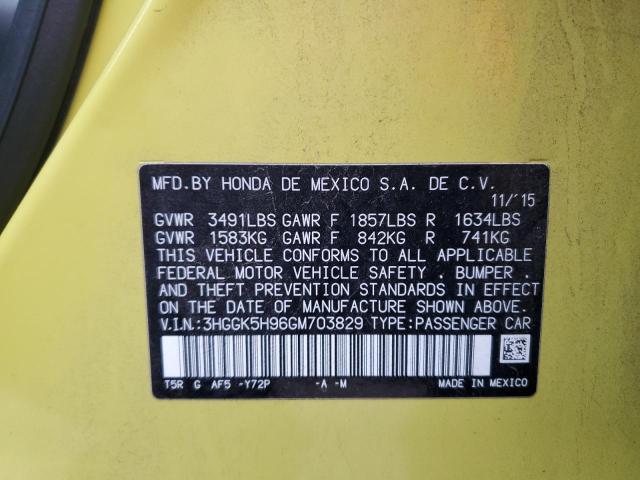 MFD.BY HONDA DE MEXICO S.A. DE C.V.
11/'15
GVWR 3491LBS GAWR F 1857LBS R 1634LBS
GVWR 1583KG GAWR F 842KG R 741KG
THIS VEHICLE CONFORMS TO ALL APPLICABLE
FEDERAL MOTOR VEHICLE SAFETY . BUMPER .
AND THEFT PREVENTION STANDARDS IN EFFECT
ON THE DATE OF MANUFACTURE SHOWN ABOVE.
V.I.N.:3HGGK5H96GM703829 TYPE:PASSENGER CAR
T5R G AF5 -Y72P -A -M MADE IN MEXICO